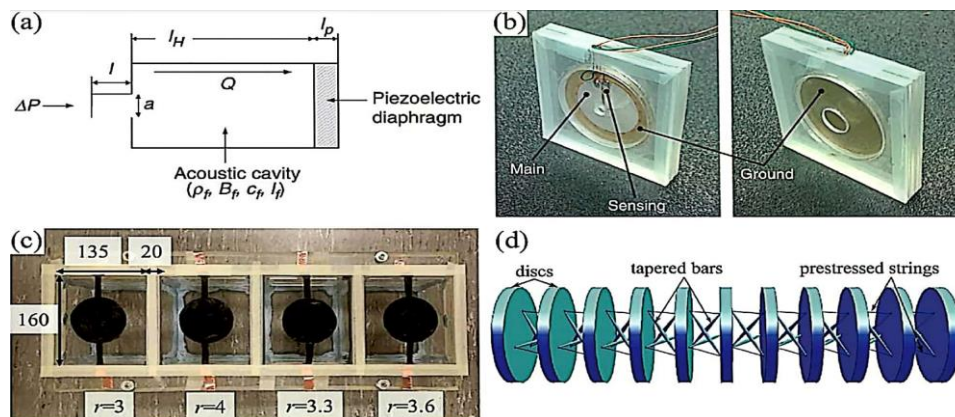 (a)
l_H
l_p
l
Q
ΔP
a
Piezoelectric
diaphragm
Acoustic cavity
(ρ_f, B_f, c_f, l_f)
(b)
Main
Sensing
Ground
(c)
135
20
160
r=3
r=4
r=3.3
r=3.6
(d)
discs
tapered bars
prestressed strings